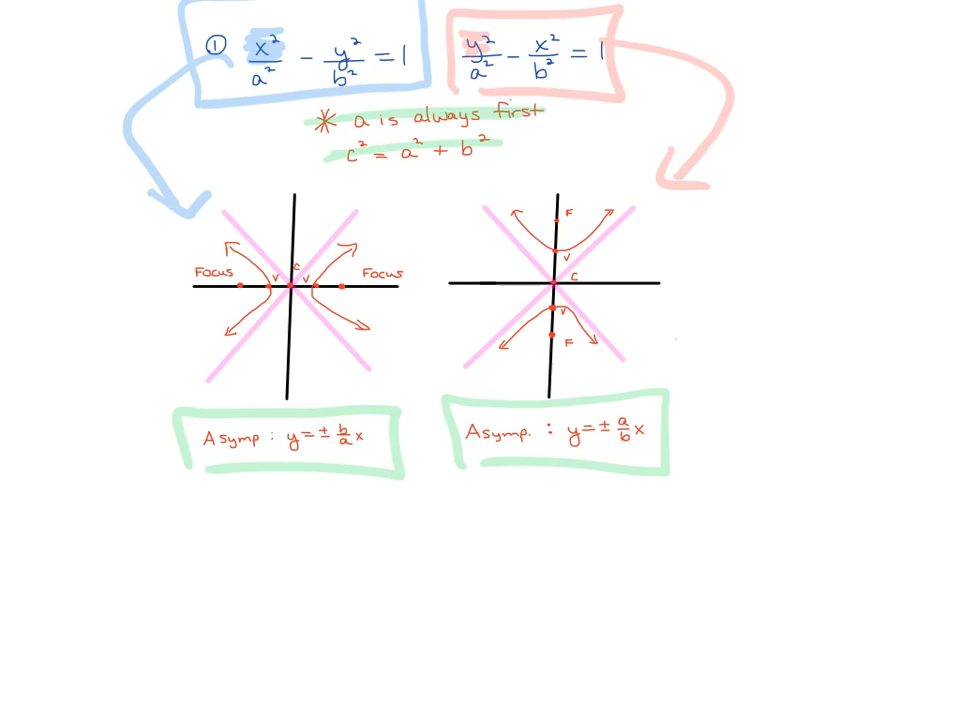 ① x²/a² - y²/b² = 1
y²/a² - x²/b² = 1
* a is always first
c² = a² + b²
F
V
C
V
F
C
Focus V V Focus
Asymp : y = ± b/a x
Asymp. : y = ± a/b x